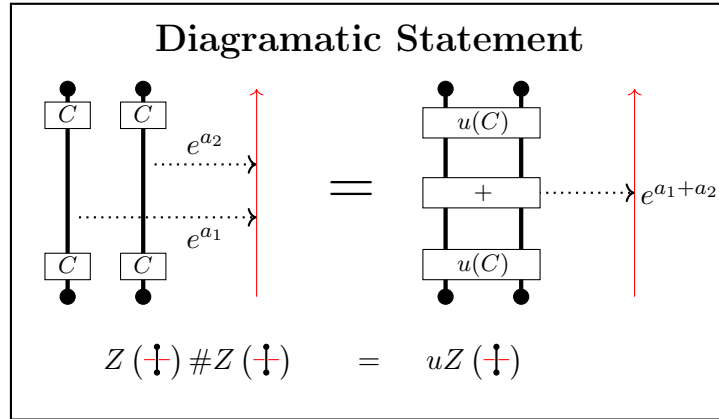 Diagramatic Statement
C C u(C)
e^{a_2}
= + e^{a_1+a_2}
e^{a_1}
C C u(C)
Z ( ) #Z ( ) = uZ ( )